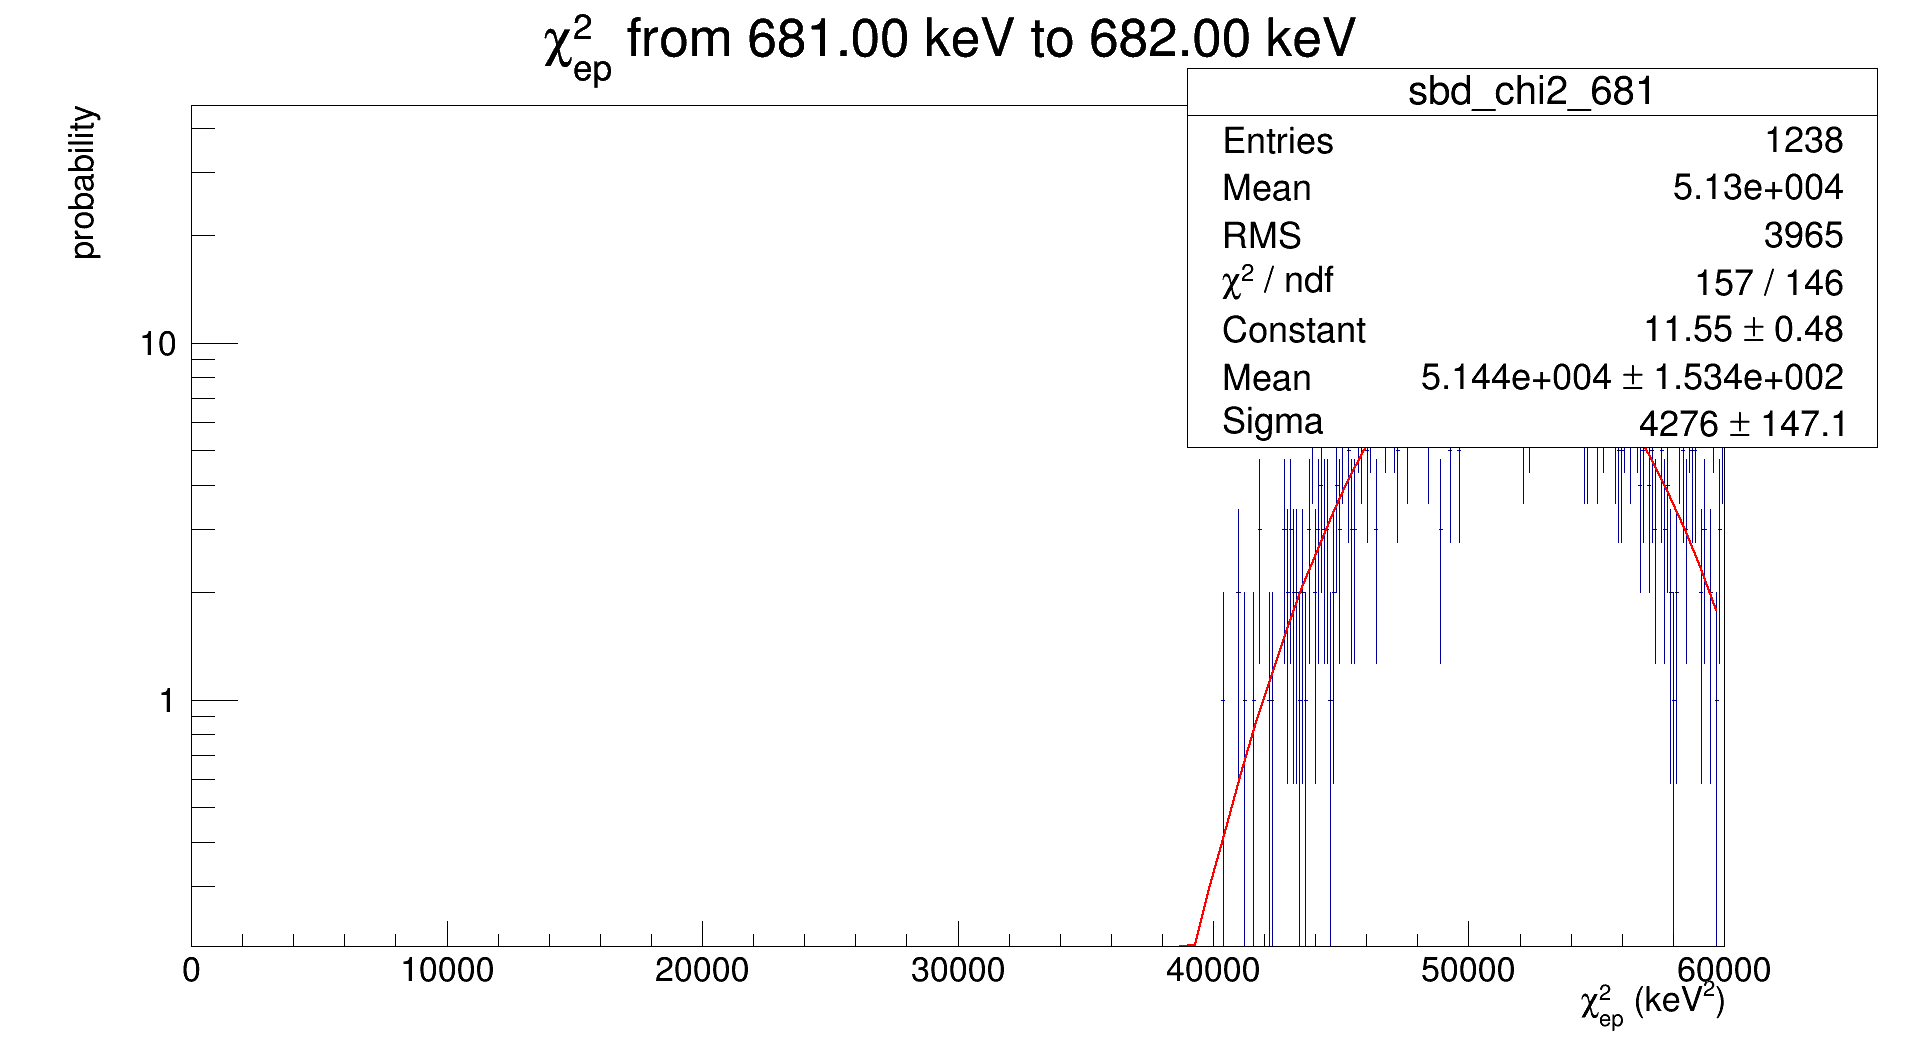 χ²ep from 681.00 keV to 682.00 keV
sbd_chi2_681
Entries 1238
Mean 5.13e+004
RMS 3965
χ² / ndf 157 / 146
Constant 11.55 ± 0.48
Mean 5.144e+004 ± 1.534e+002
Sigma 4276 ± 147.1
probability
10
1
0 10000 20000 30000 40000 50000 60000
χ²ep (keV²)